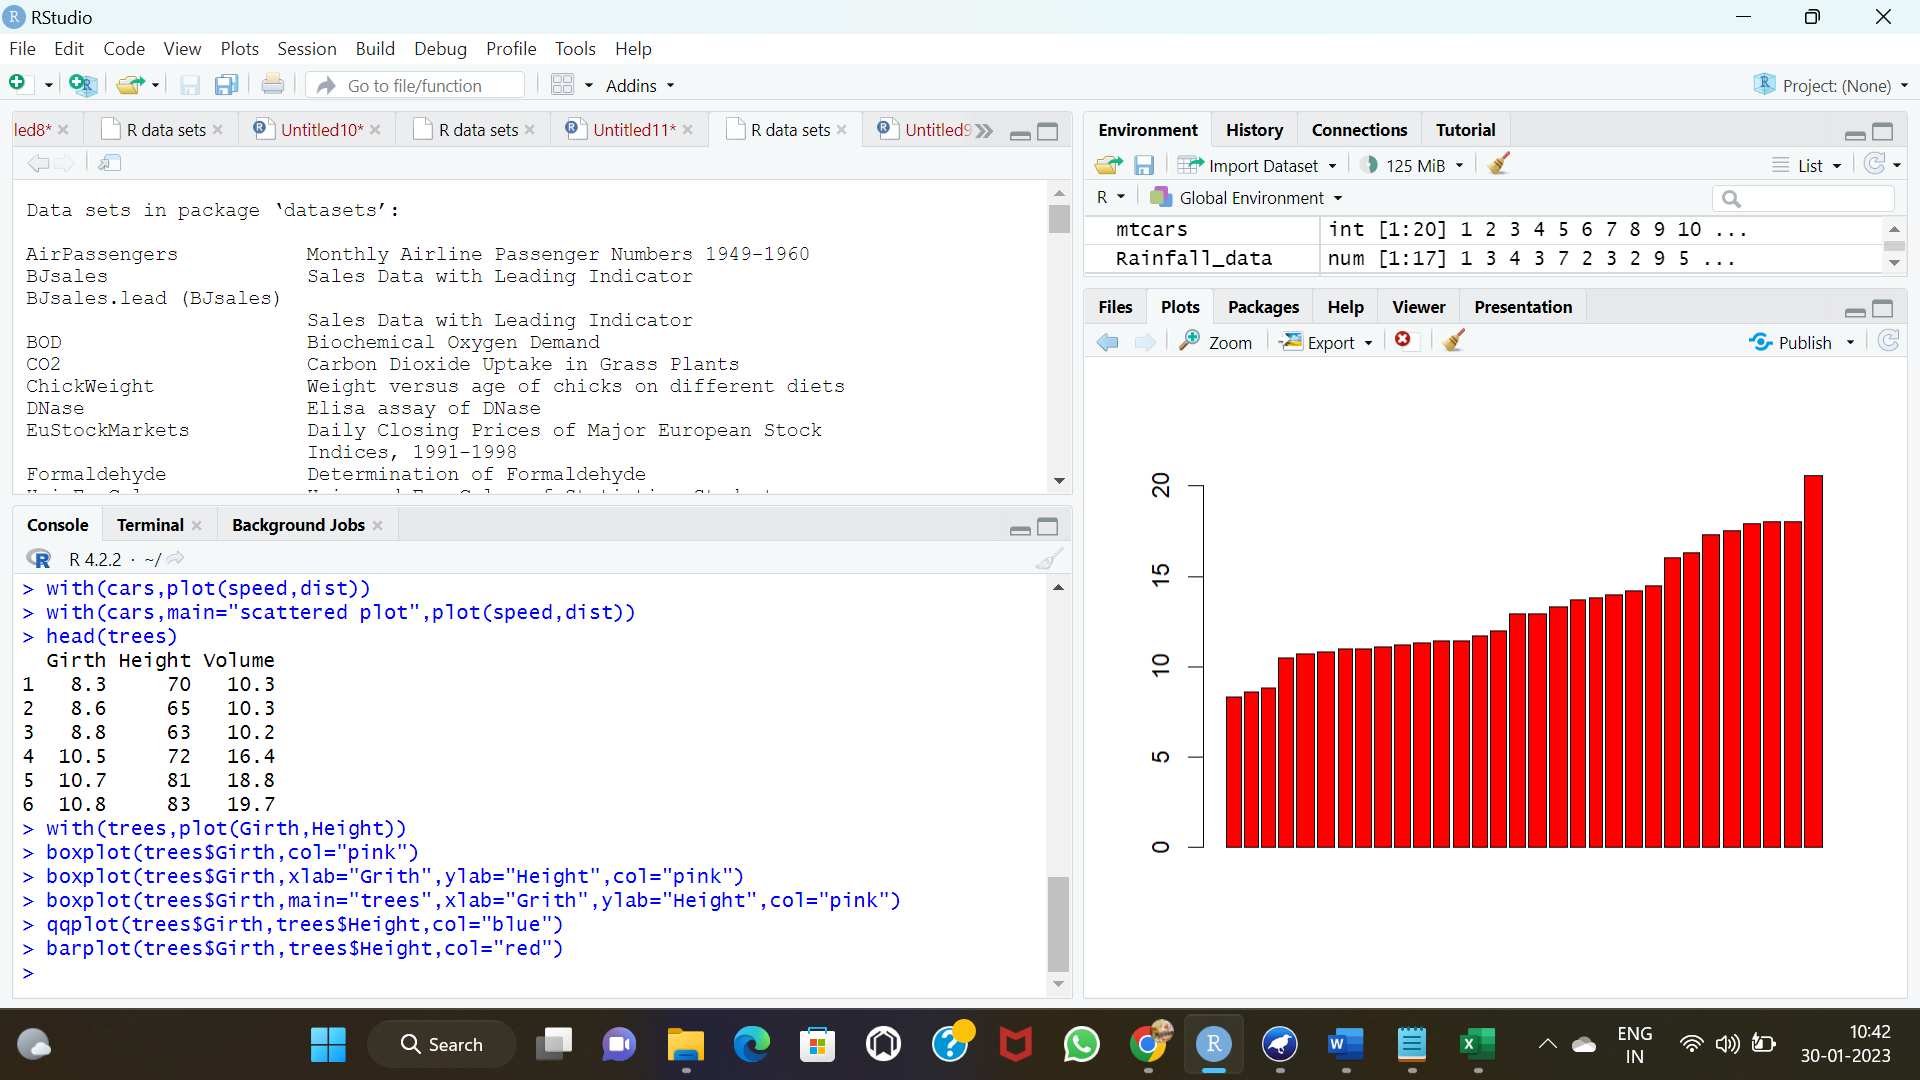 RStudio
File Edit Code View Plots Session Build Debug Profile Tools Help
Go to file/function Addins Project: (None)
led8* R data sets Untitled10* R data sets Untitled11* R data sets Untitled9
Data sets in package ‘datasets’:
AirPassengers Monthly Airline Passenger Numbers 1949-1960
BJsales Sales Data with Leading Indicator
BJsales.lead (BJsales)
Sales Data with Leading Indicator
BOD Biochemical Oxygen Demand
CO2 Carbon Dioxide Uptake in Grass Plants
ChickWeight Weight versus age of chicks on different diets
DNase Elisa assay of DNase
EuStockMarkets Daily Closing Prices of Major European Stock
Indices, 1991-1998
Formaldehyde Determination of Formaldehyde
Console Terminal Background Jobs
R 4.2.2 · ~/
> with(cars,plot(speed,dist))
> with(cars,main="scattered plot",plot(speed,dist))
> head(trees)
Girth Height Volume
1 8.3 70 10.3
2 8.6 65 10.3
3 8.8 63 10.2
4 10.5 72 16.4
5 10.7 81 18.8
6 10.8 83 19.7
> with(trees,plot(Girth,Height))
> boxplot(trees$Girth,col="pink")
> boxplot(trees$Girth,xlab="Grith",ylab="Height",col="pink")
> boxplot(trees$Girth,main="trees",xlab="Grith",ylab="Height",col="pink")
> qqplot(trees$Girth,trees$Height,col="blue")
> barplot(trees$Girth,trees$Height,col="red")
>
Environment History Connections Tutorial
Import Dataset 125 MiB List
R Global Environment
mtcars int [1:20] 1 2 3 4 5 6 7 8 9 10 ...
Rainfall_data num [1:17] 1 3 4 3 7 2 3 2 9 5 ...
Files Plots Packages Help Viewer Presentation
Zoom Export Publish
20
15
10
5
0
Search
ENG
IN
10:42
30-01-2023